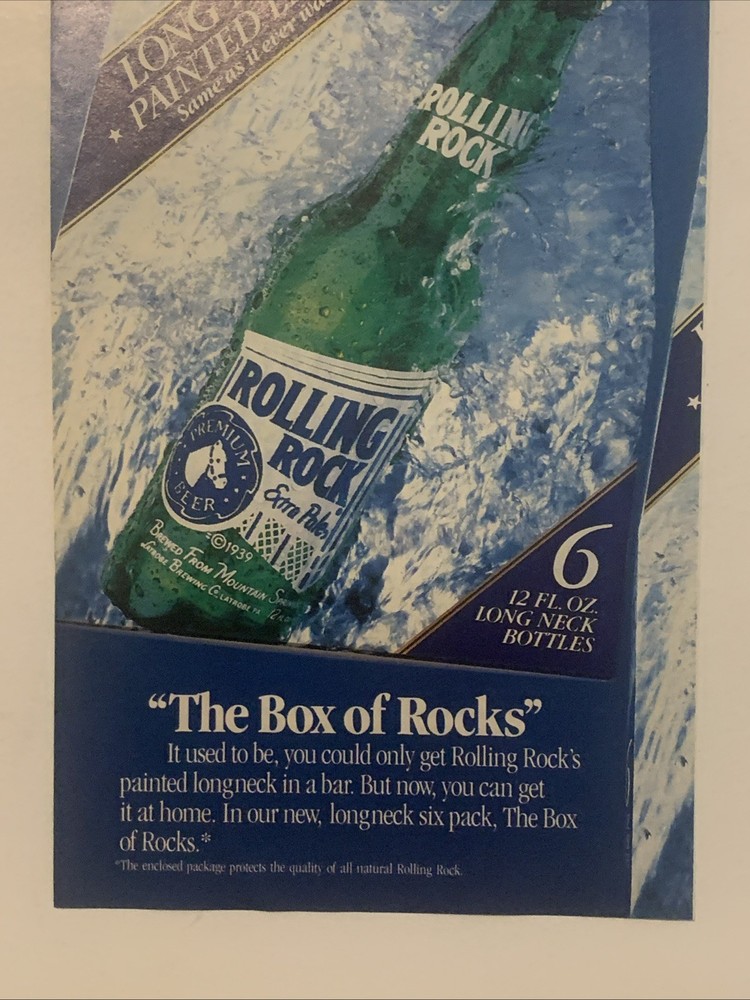 LONG
PAINTED
Same as it ever
ROLLING
ROCK
ROLLING
ROCK
Extra Pale
PREMIUM
BEER
©1939
BREWED FROM MOUNTAIN
LATROBE BREWING CO. LATROBE, PA.
6
12 FL. OZ.
LONG NECK
BOTTLES
“The Box of Rocks”
It used to be, you could only get Rolling Rock’s
painted longneck in a bar. But now, you can get
it at home. In our new, longneck six pack, The Box
of Rocks.*
*The enclosed package protects the quality of all natural Rolling Rock.